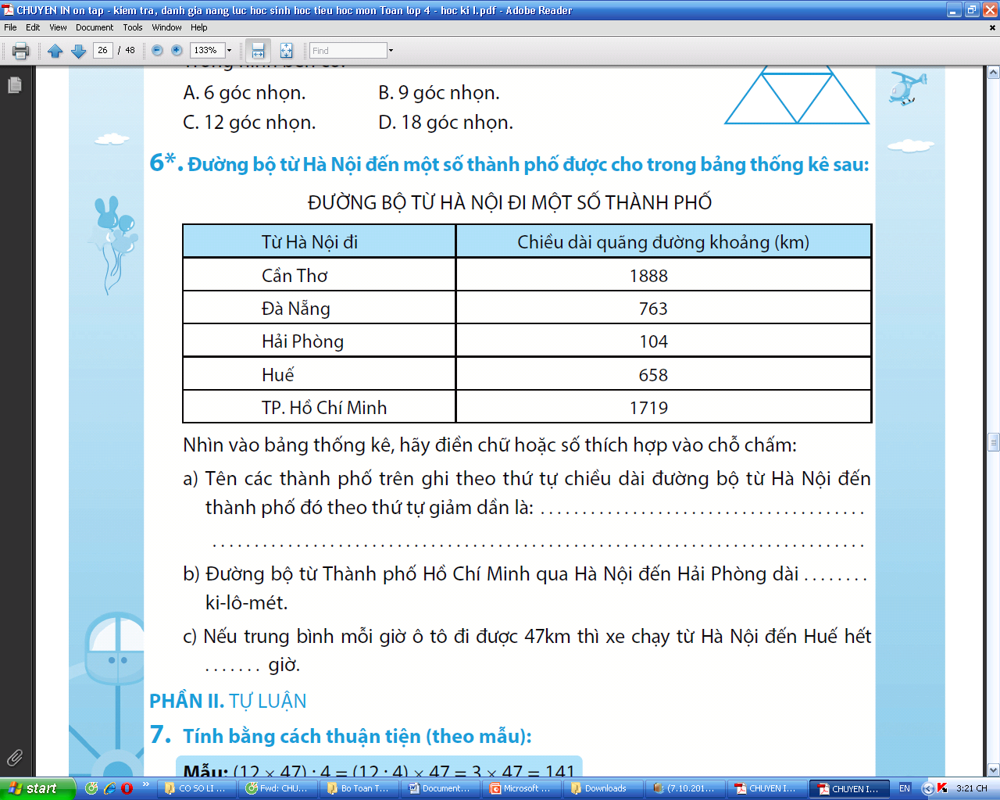 CHUYEN IN on tap - kiem tra, danh gia nang luc hoc sinh hoc tieu hoc mon Toan lop 4 - hoc ki I.pdf - Adobe Reader
File Edit View Document Tools Window Help
26 / 48 133% Find
A. 6 góc nhọn. B. 9 góc nhọn.
C. 12 góc nhọn. D. 18 góc nhọn.
6*. Đường bộ từ Hà Nội đến một số thành phố được cho trong bảng thống kê sau:
ĐƯỜNG BỘ TỪ HÀ NỘI ĐI MỘT SỐ THÀNH PHỐ
Từ Hà Nội đi Chiều dài quãng đường khoảng (km)
Cần Thơ 1888
Đà Nẵng 763
Hải Phòng 104
Huế 658
TP. Hồ Chí Minh 1719
Nhìn vào bảng thống kê, hãy điền chữ hoặc số thích hợp vào chỗ chấm:
a) Tên các thành phố trên ghi theo thứ tự chiều dài đường bộ từ Hà Nội đến
thành phố đó theo thứ tự giảm dần là: . . . . . . . . . . . . . . . . . . . . . . . . . . . . . . . . . . . . . . .
. . . . . . . . . . . . . . . . . . . . . . . . . . . . . . . . . . . . . . . . . . . . . . . . . . . . . . . . . . . . . . . . . . . . . . . . . . . . . .
b) Đường bộ từ Thành phố Hồ Chí Minh qua Hà Nội đến Hải Phòng dài . . . . . . . .
ki-lô-mét.
c) Nếu trung bình mỗi giờ ô tô đi được 47km thì xe chạy từ Hà Nội đến Huế hết
. . . . . . . giờ.
PHẦN II. TỰ LUẬN
7. Tính bằng cách thuận tiện (theo mẫu):
Mẫu: (12 × 47) : 4 = (12 : 4) × 47 = 3 × 47 = 141
start CO SO LI ... Fwd: CHU... Bo Toan T... Document... Microsoft ... Downloads (7.10.201... CHUYEN I... CHUYEN I... EN 3:21 CH